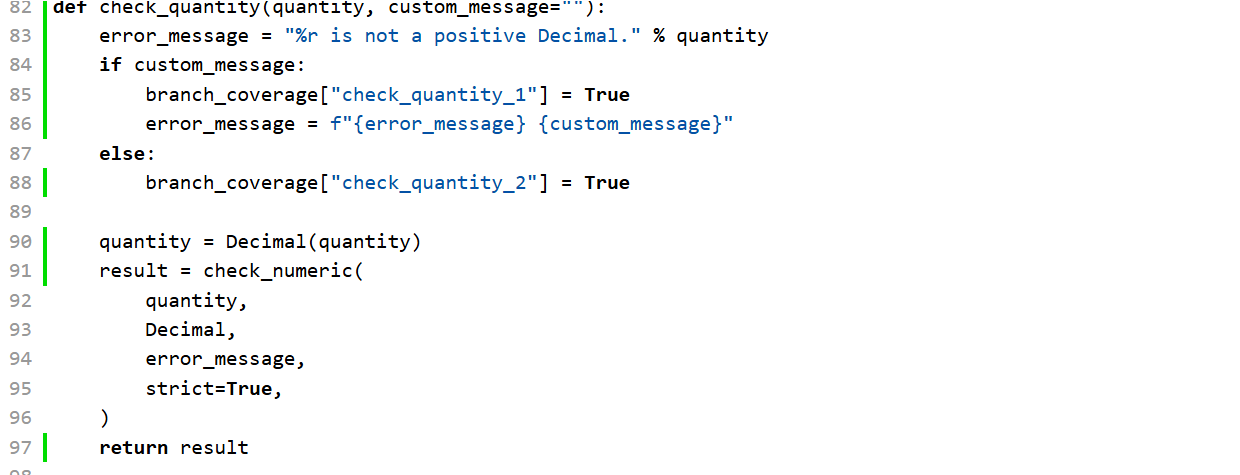 82 def check_quantity(quantity, custom_message=""):
83     error_message = "%r is not a positive Decimal." % quantity
84     if custom_message:
85         branch_coverage["check_quantity_1"] = True
86         error_message = f"{error_message} {custom_message}"
87     else:
88         branch_coverage["check_quantity_2"] = True
89
90     quantity = Decimal(quantity)
91     result = check_numeric(
92         quantity,
93         Decimal,
94         error_message,
95         strict=True,
96     )
97     return result
98